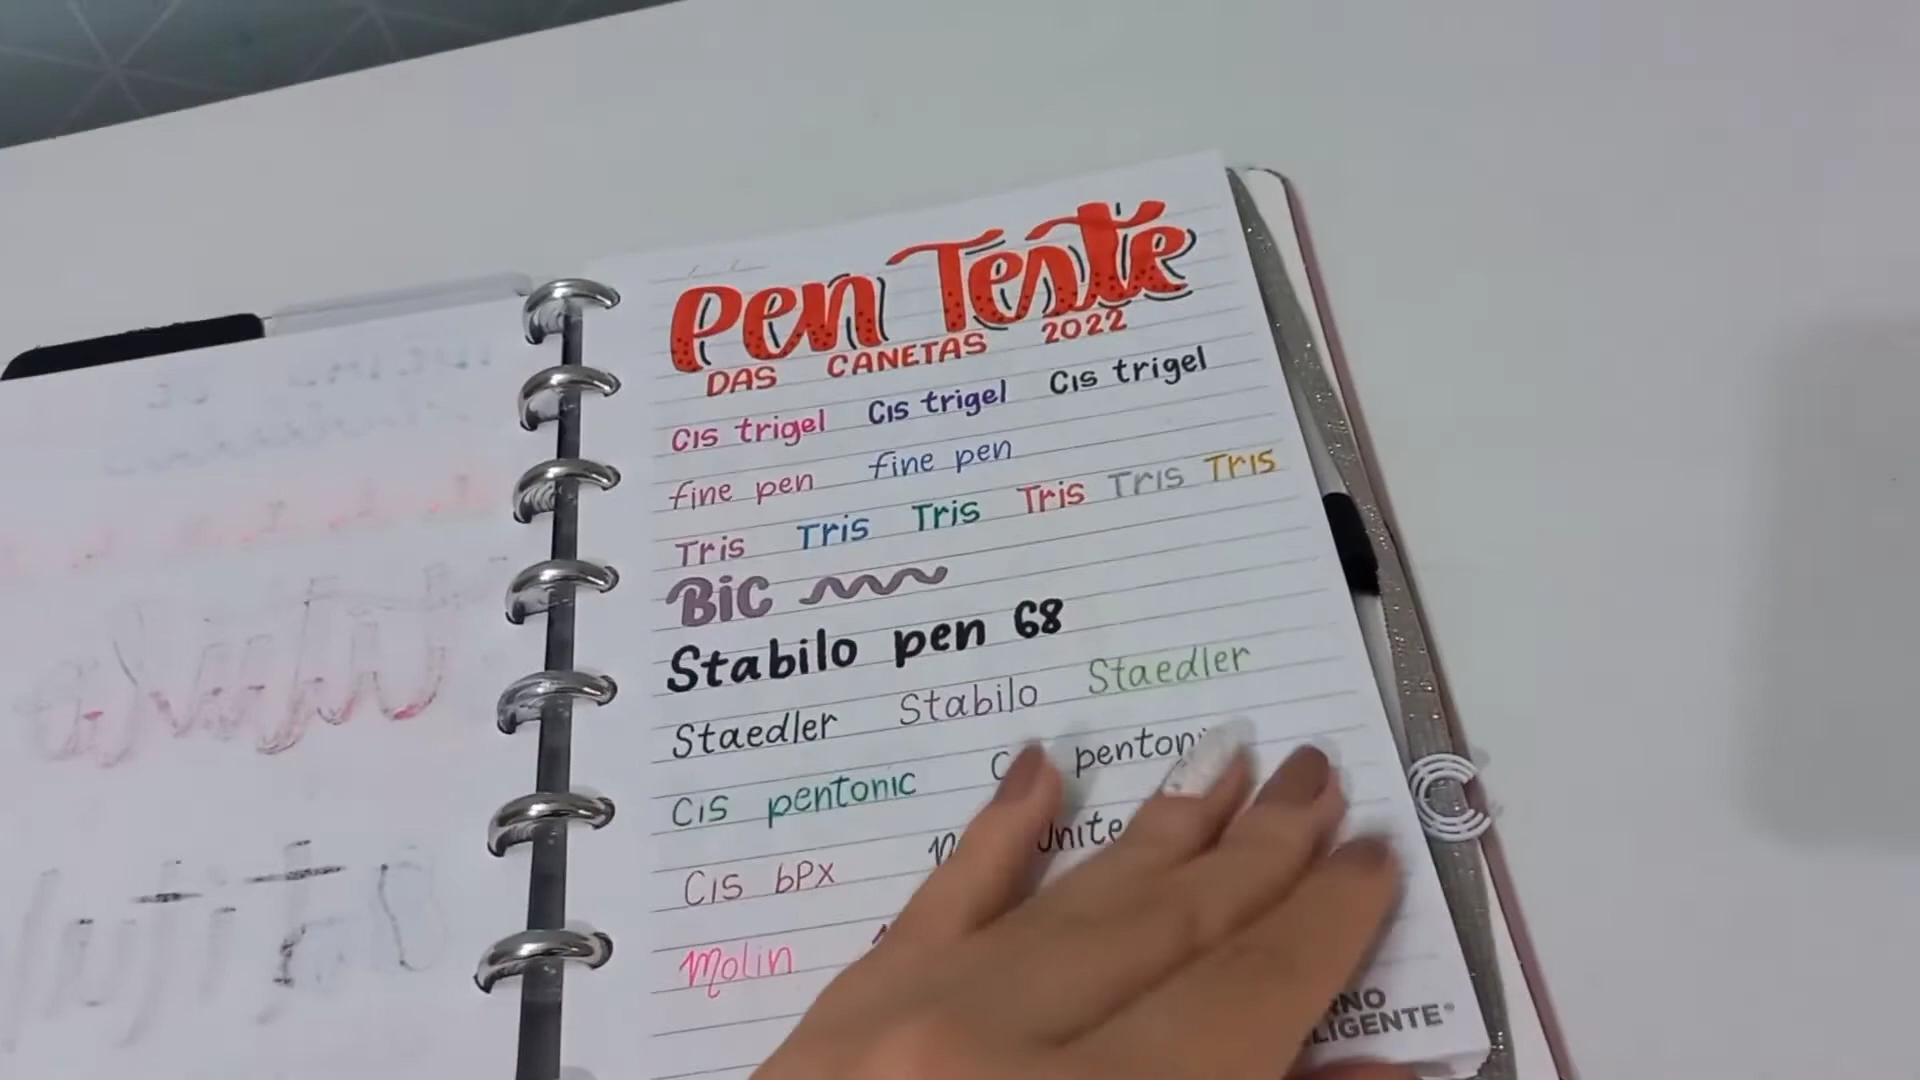 Pen Teste
DAS CANETAS 2022
Cis trigel Cis trigel Cis trigel
fine pen fine pen
Tris Tris Tris Tris Tris Tris
BiC
Stabilo pen 68
Staedler Stabilo Staedler
Cis pentonic
Cis bPx
Molin